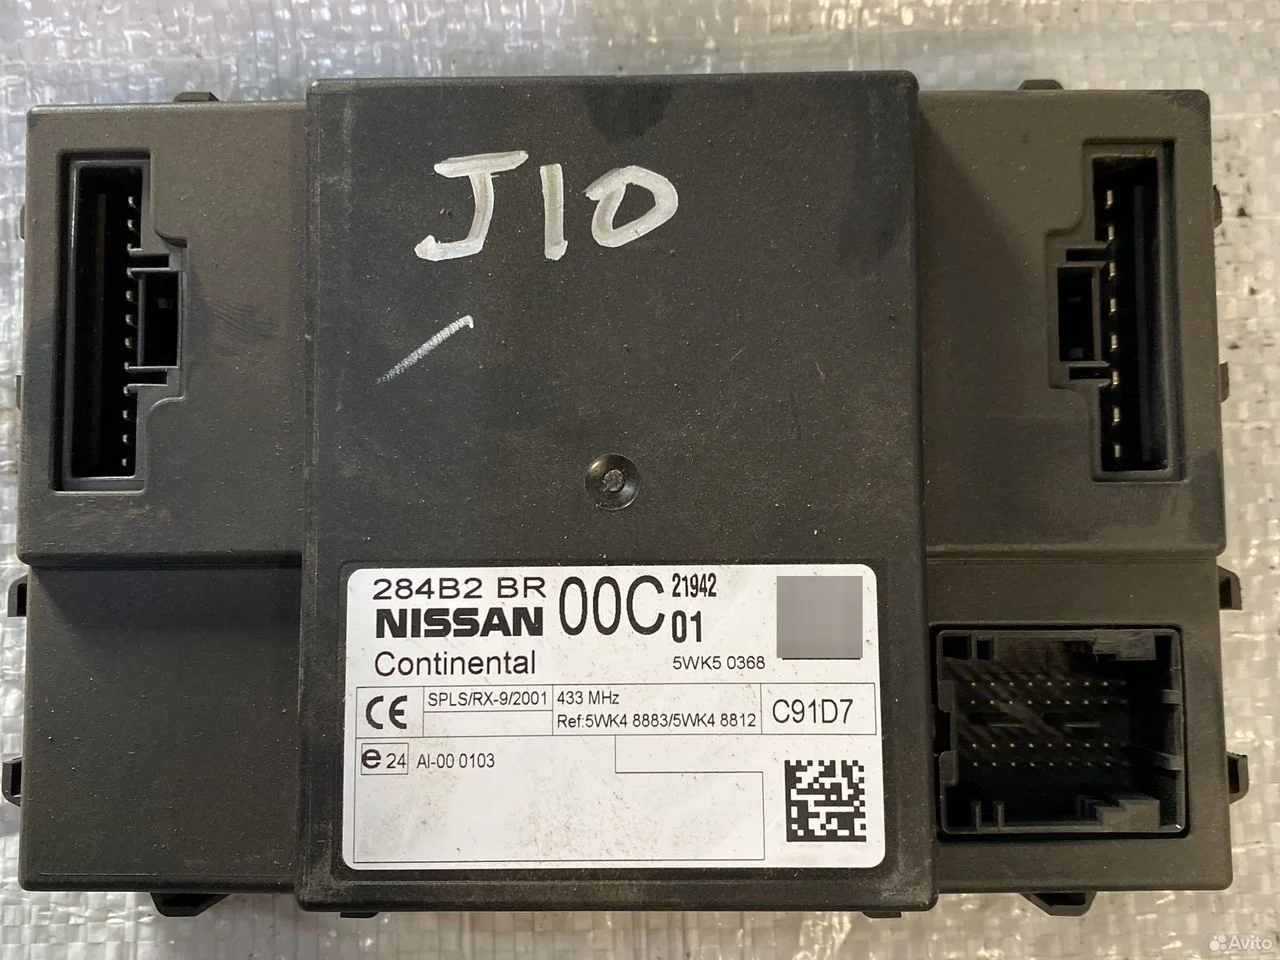 J10
284B2 BR 00C 21942
NISSAN 01
Continental 5WK5 0368
CE SPLS/RX-9/2001 433 MHz C91D7
Ref:5WK4 8883/5WK4 8812
e24 AI-00 0103
Avito